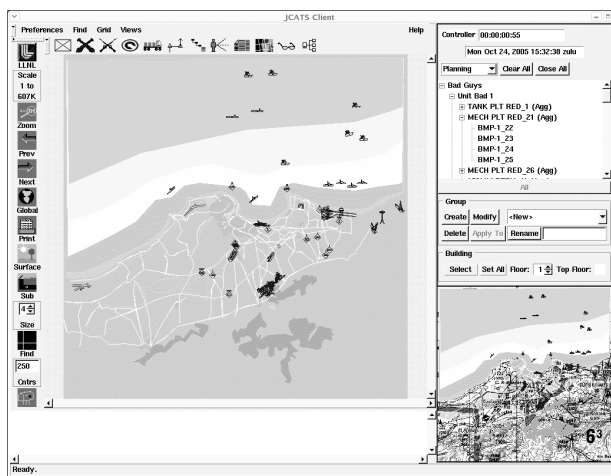 JCATS Client
Preferences Find Grid Views Help
LLNL
Scale
1 to
607K
Zoom
Prev
Next
Global
Print
Surface
Sub
4
Size
Find
250
Cntrs
Ready.
Controller 00:00:00:55
Mon Oct 24, 2005 15:32:38 zulu
Planning Clear All Close All
Bad Guys
Unit Bad 1
TANK PLT RED_1 (Agg)
MECH PLT RED_21 (Agg)
BMP-1_22
BMP-1_23
BMP-1_24
BMP-1_25
MECH PLT RED_26 (Agg)
All
Group
Create Modify <New>
Delete Apply To Rename
Building
Select Set All Floor: 1 Top Floor:
63